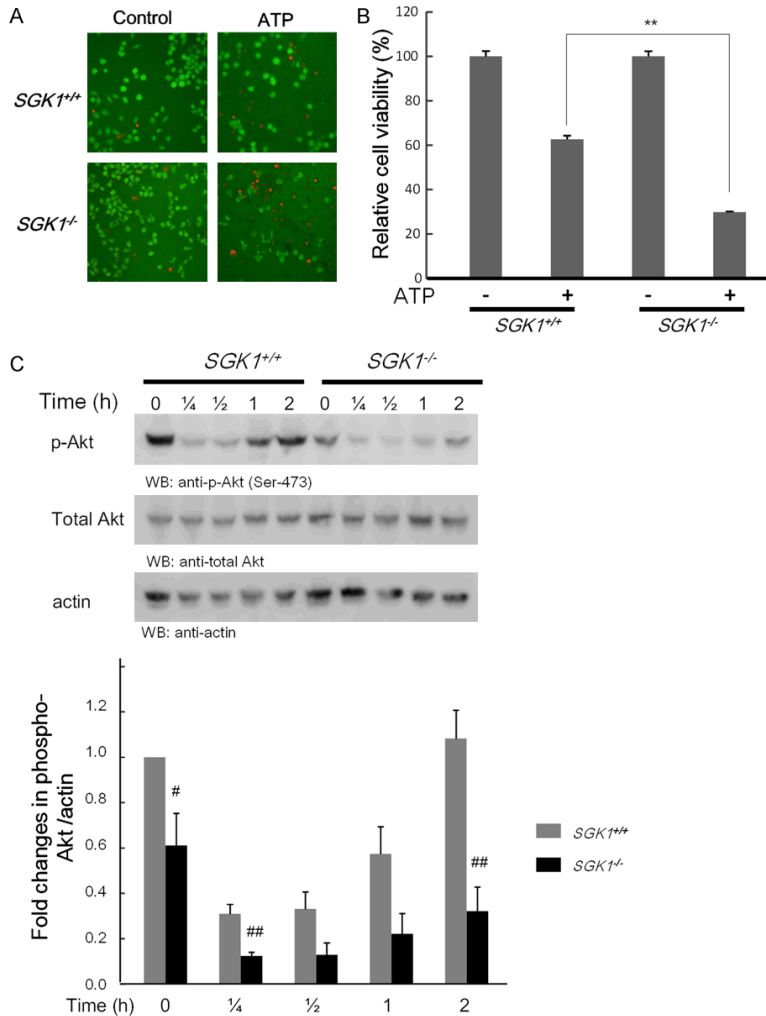 A
Control ATP
SGK1+/+
SGK1-/-
B
Relative cell viability (%)
120
100
80
60
40
20
0
**
ATP - + - +
SGK1+/+ SGK1-/-
C
SGK1+/+ SGK1-/-
Time (h) 0 ¼ ½ 1 2 0 ¼ ½ 1 2
p-Akt
WB: anti-p-Akt (Ser-473)
Total Akt
WB: anti-total Akt
actin
WB: anti-actin
Fold changes in phospho-
Akt /actin
1.2
1.0
0.8
0.6
0.4
0.2
0.0
#
##
##
SGK1+/+
SGK1-/-
Time (h) 0 ¼ ½ 1 2